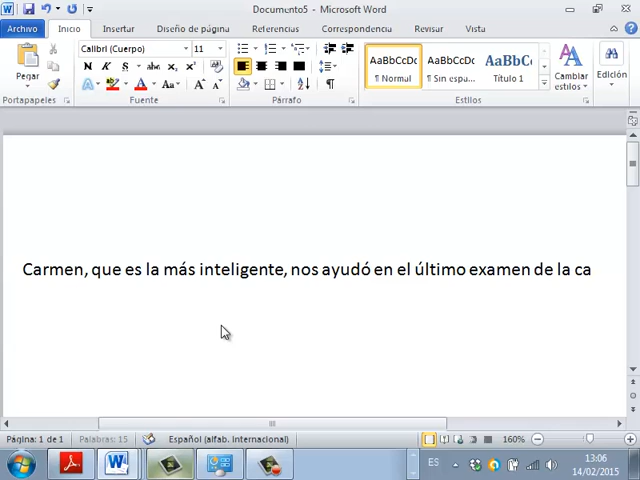 Documento5 - Microsoft Word
Archivo Inicio Insertar Diseño de página Referencias Correspondencia Revisar Vista
Pegar
Calibri (Cuerpo) 11
AaBbCcDc AaBbCcDc AaBbC
¶ Normal ¶ Sin espa... Título 1
Cambiar estilos
Edición
Portapapeles Fuente Párrafo Estilos
Carmen, que es la más inteligente, nos ayudó en el último examen de la ca
Página: 1 de 1 Palabras: 15 Español (alfab. internacional) 160%
ES 13:06
14/02/2015